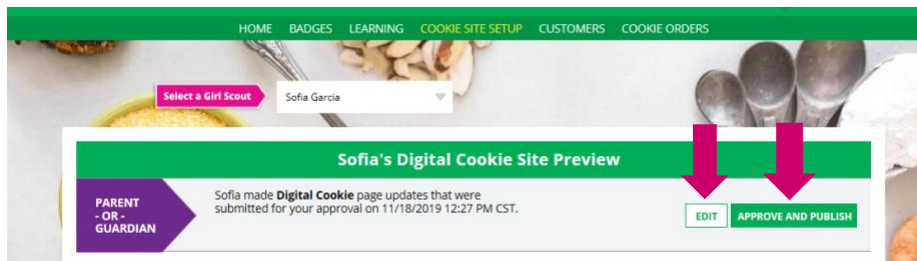 HOME BADGES LEARNING COOKIE SITE SETUP CUSTOMERS COOKIE ORDERS
Select a Girl Scout Sofia Garcia
Sofia's Digital Cookie Site Preview
PARENT
- OR -
GUARDIAN
Sofia made Digital Cookie page updates that were
submitted for your approval on 11/18/2019 12:27 PM CST.
EDIT APPROVE AND PUBLISH